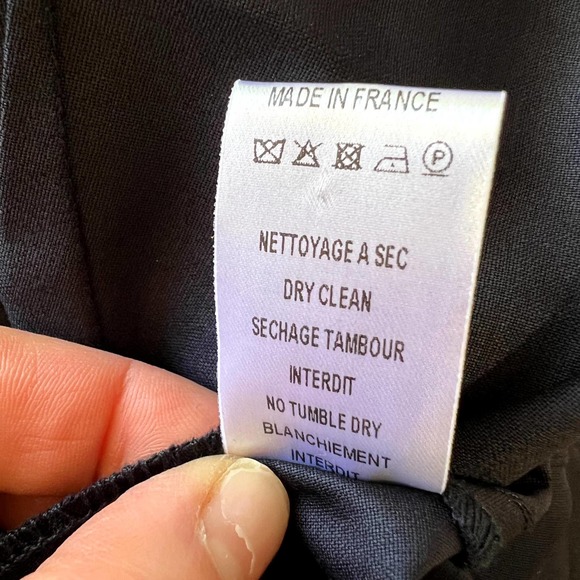 MADE IN FRANCE
P
NETTOYAGE A SEC
DRY CLEAN
SECHAGE TAMBOUR
INTERDIT
NO TUMBLE DRY
BLANCHIEMENT
INTERDIT